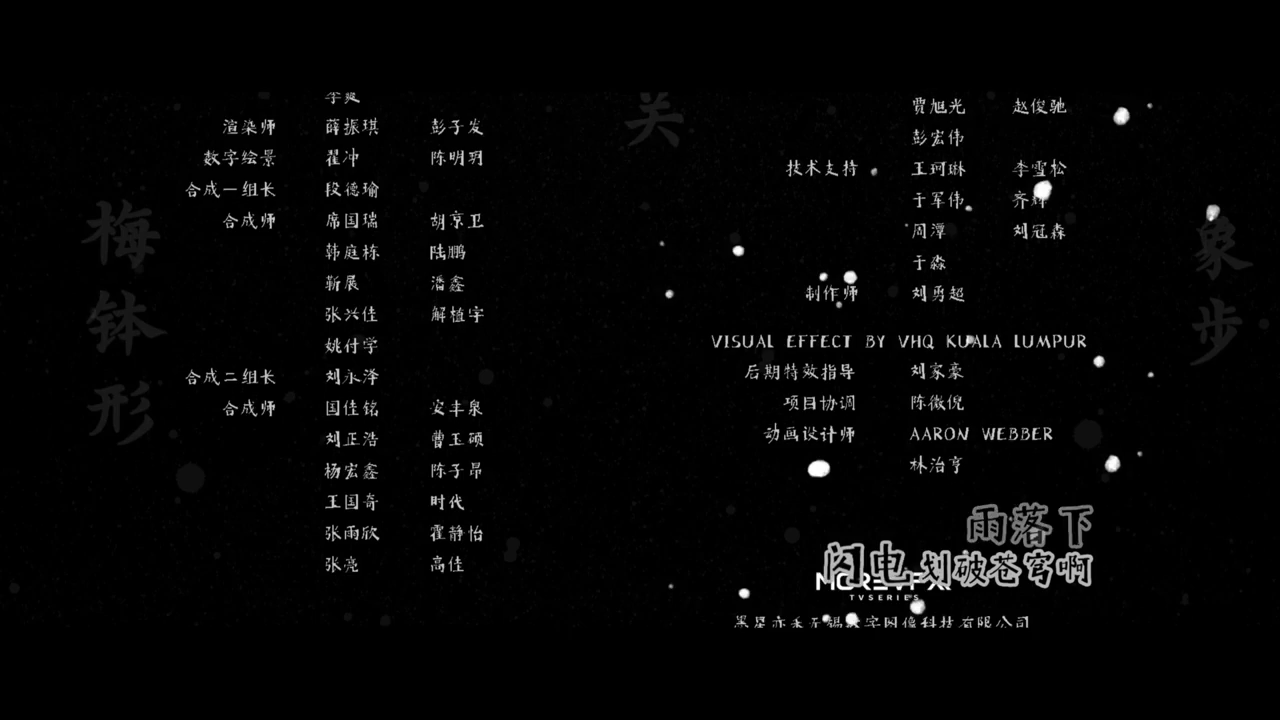 李爽
渲染师 薛振琪 彭子发
数字绘景 翟冲 陈明玥
合成一组长 段德瑜
合成师 席国瑞 胡京卫
韩庭栋 陆鹏
靳展 潘鑫
张兴佳 解植宇
姚付学
合成二组长 刘永泽
合成师 国佳铭 安丰泉
刘正浩 曹玉硕
杨宏鑫 陈子昂
王国奇 时代
张雨欣 霍静怡
张亮 高佳
贾旭光 赵俊驰
彭宏伟
技术支持 王珂琳 李雪松
于军伟 齐辉
周潭 刘冠森
于淼
制作师 刘勇超
VISUAL EFFECT BY VHQ KUALA LUMPUR
后期特效指导 刘家豪
项目协调 陈微倪
动画设计师 AARON WEBBER
林治亨
雨落下
闪电划破苍穹啊
MOREVFX
TVSERIES
梅钵形
关
象步